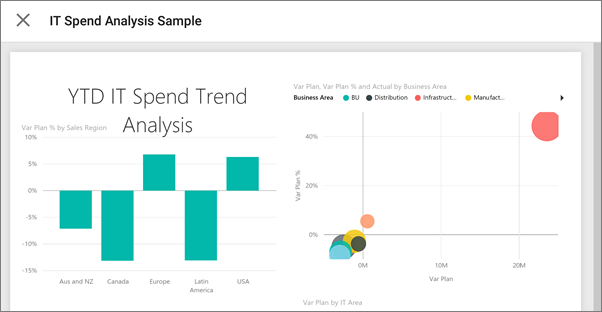 IT Spend Analysis Sample
YTD IT Spend Trend
Analysis
Var Plan % by Sales Region
10%
0%
-5%
-10%
-15%
Aus and NZ
Canada
Europe
Latin
America
USA
Var Plan, Var Plan % and Actual by Business Area
Business Area BU Distribution Infrastruct... Manufact...
Var Plan %
40%
20%
0%
0M
10M
20M
Var Plan
Var Plan by IT Area